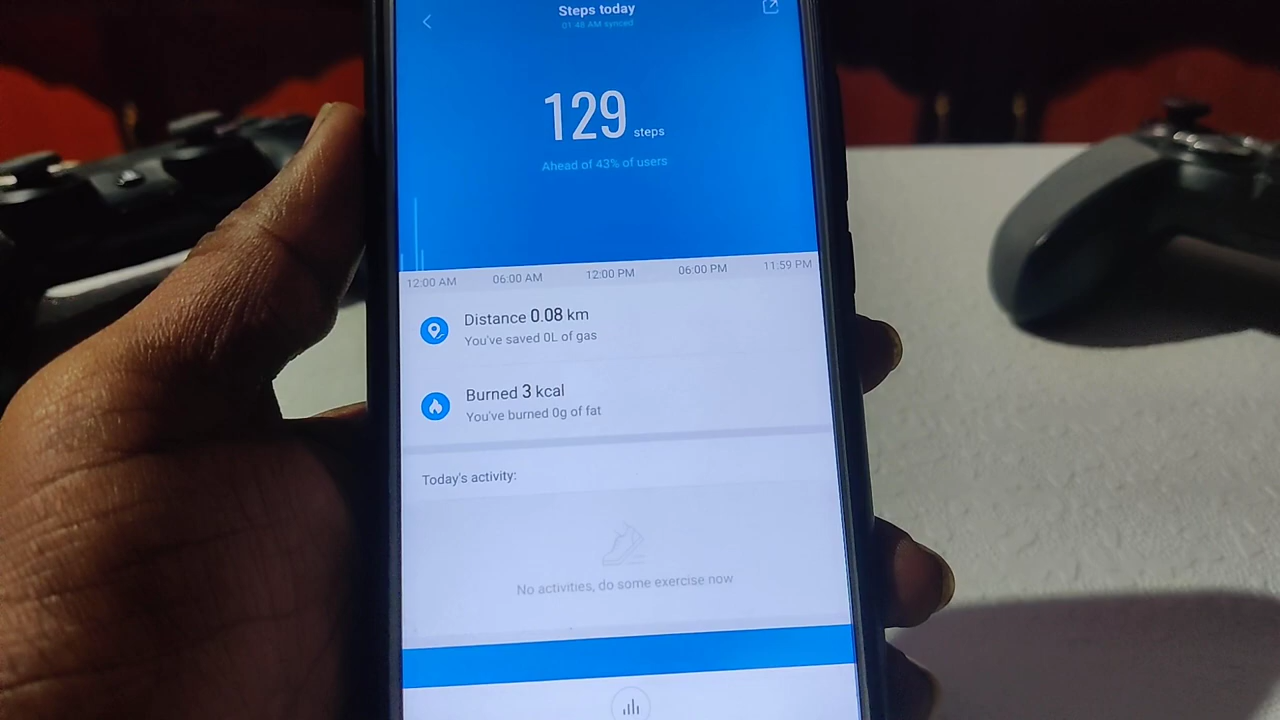 Steps today
01:48 AM synced
129 steps
Ahead of 43% of users
12:00 AM 06:00 AM 12:00 PM 06:00 PM 11:59 PM
Distance 0.08 km
You've saved 0L of gas
Burned 3 kcal
You've burned 0g of fat
Today's activity:
No activities, do some exercise now